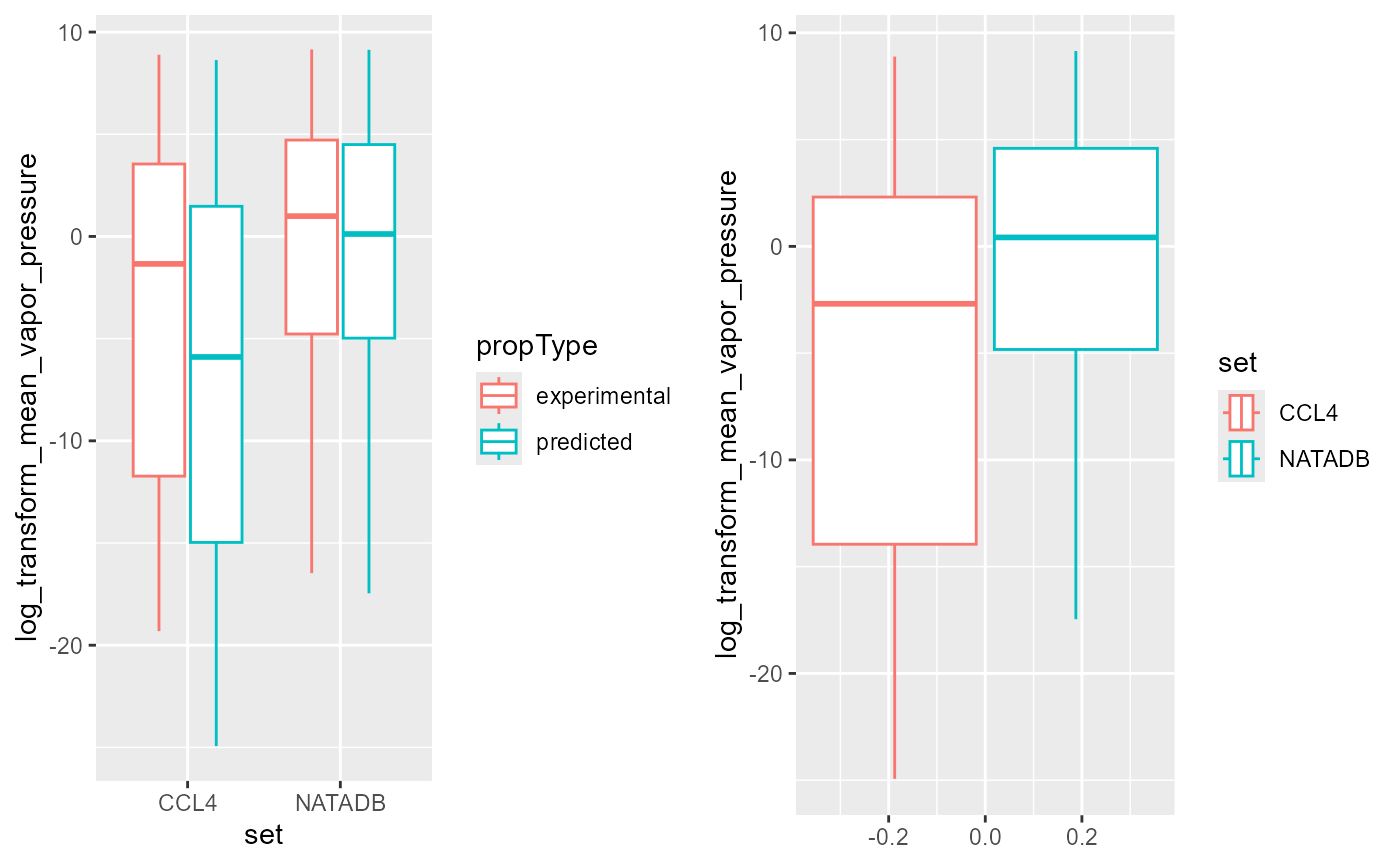 log_transform_mean_vapor_pressure
10
0
-10
-20
CCL4 NATADB
set
propType
experimental
predicted
log_transform_mean_vapor_pressure
10
0
-10
-20
-0.2 0.0 0.2
set
CCL4
NATADB